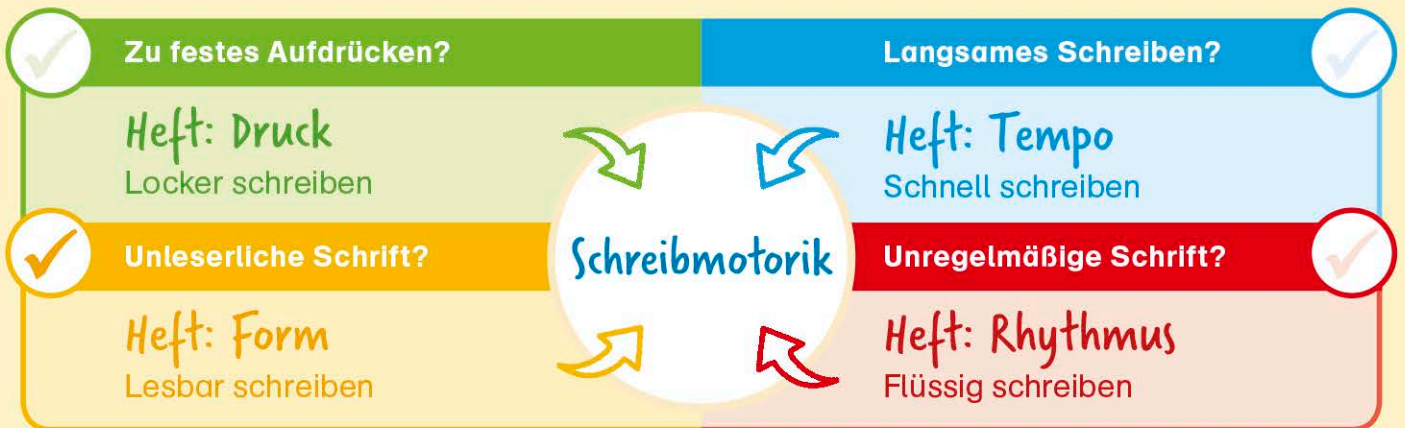 Zu festes Aufdrücken?
Heft: Druck
Locker schreiben
Langsames Schreiben?
Heft: Tempo
Schnell schreiben
Schreibmotorik
Unleserliche Schrift?
Heft: Form
Lesbar schreiben
Unregelmäßige Schrift?
Heft: Rhythmus
Flüssig schreiben